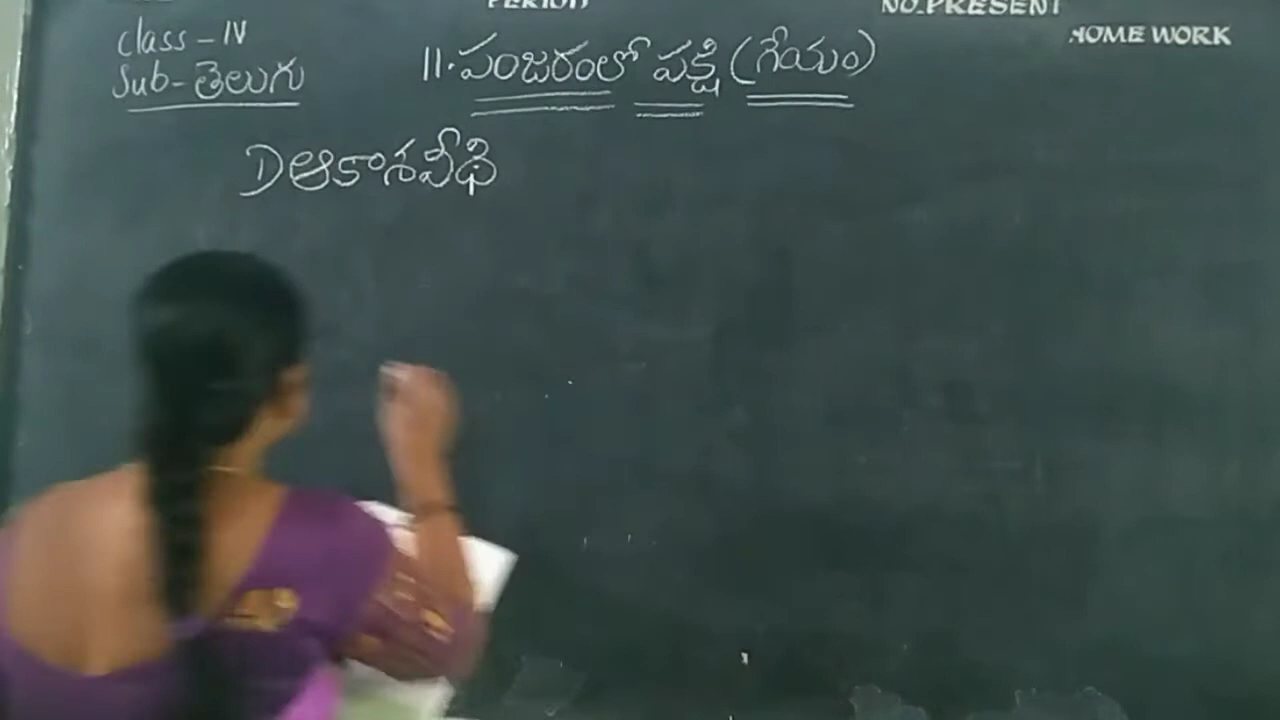 PERIOD
NO.PRESENT
HOME WORK
class - IV
Sub - తెలుగు
11. పంజరంలో పక్షి (గేయం)
1) ఆకాశవీధి